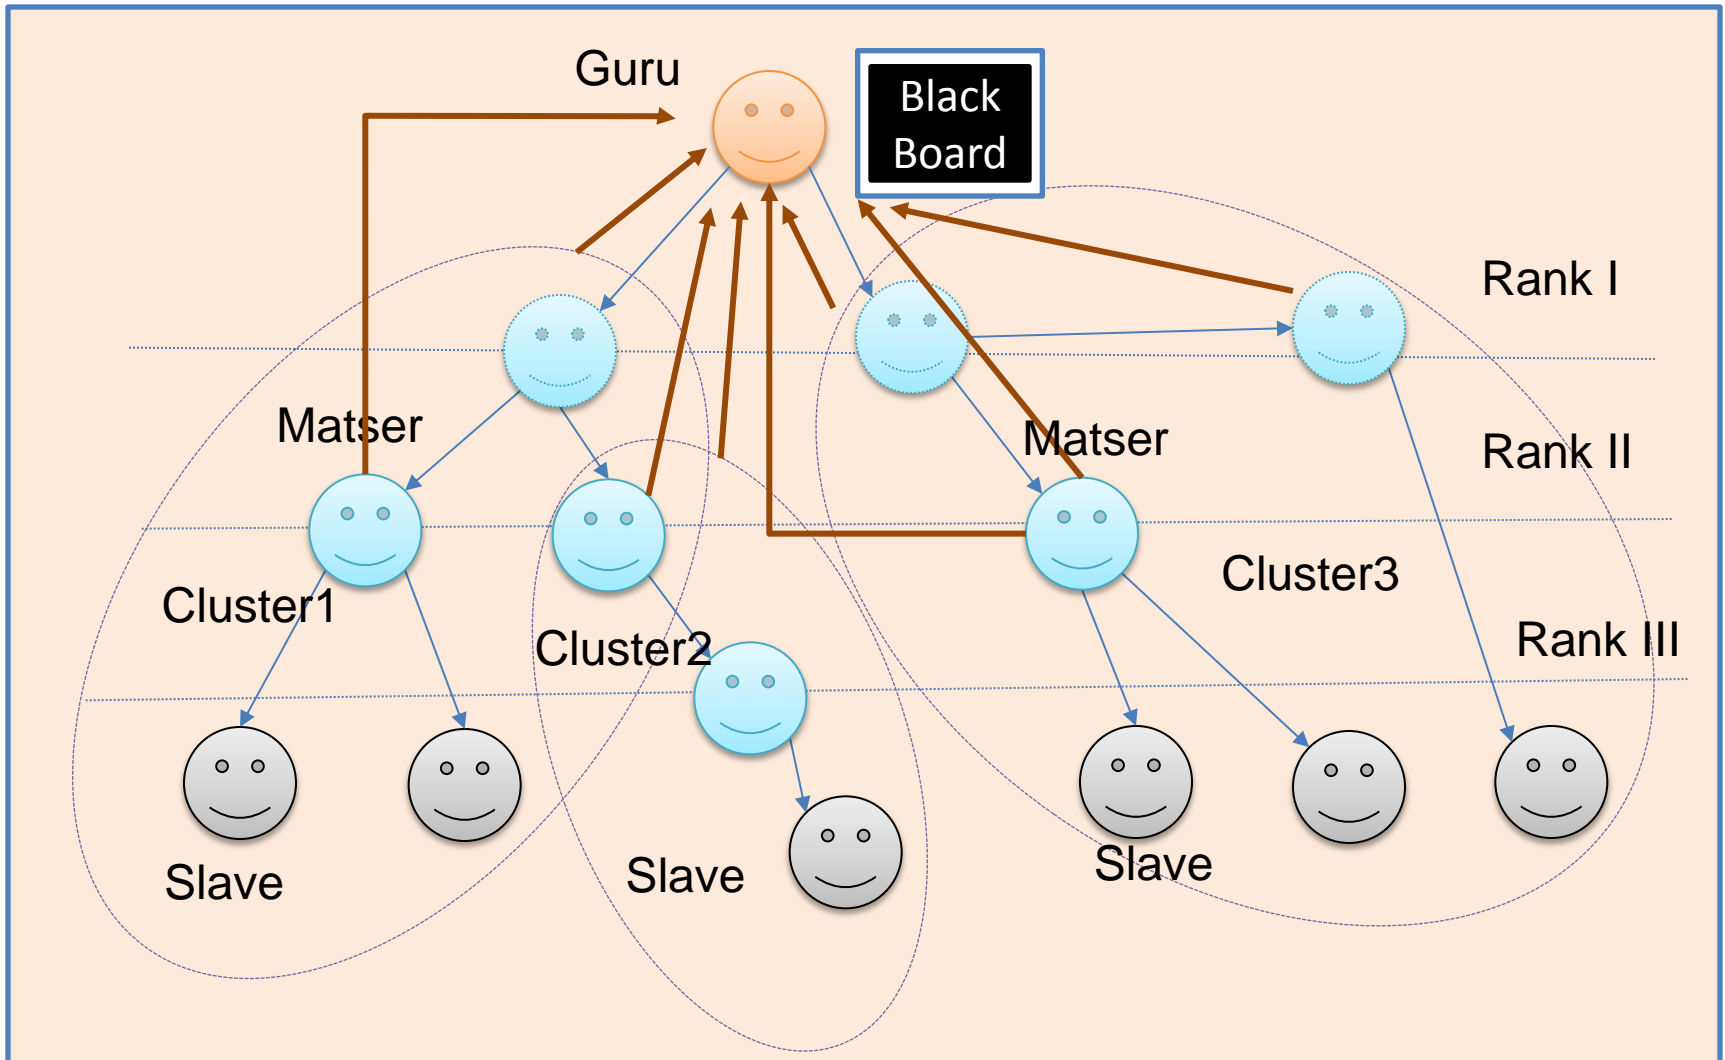 Guru
Black
Board
Rank I
Matser
Matser
Rank II
Cluster1
Cluster2
Cluster3
Rank III
Slave
Slave
Slave